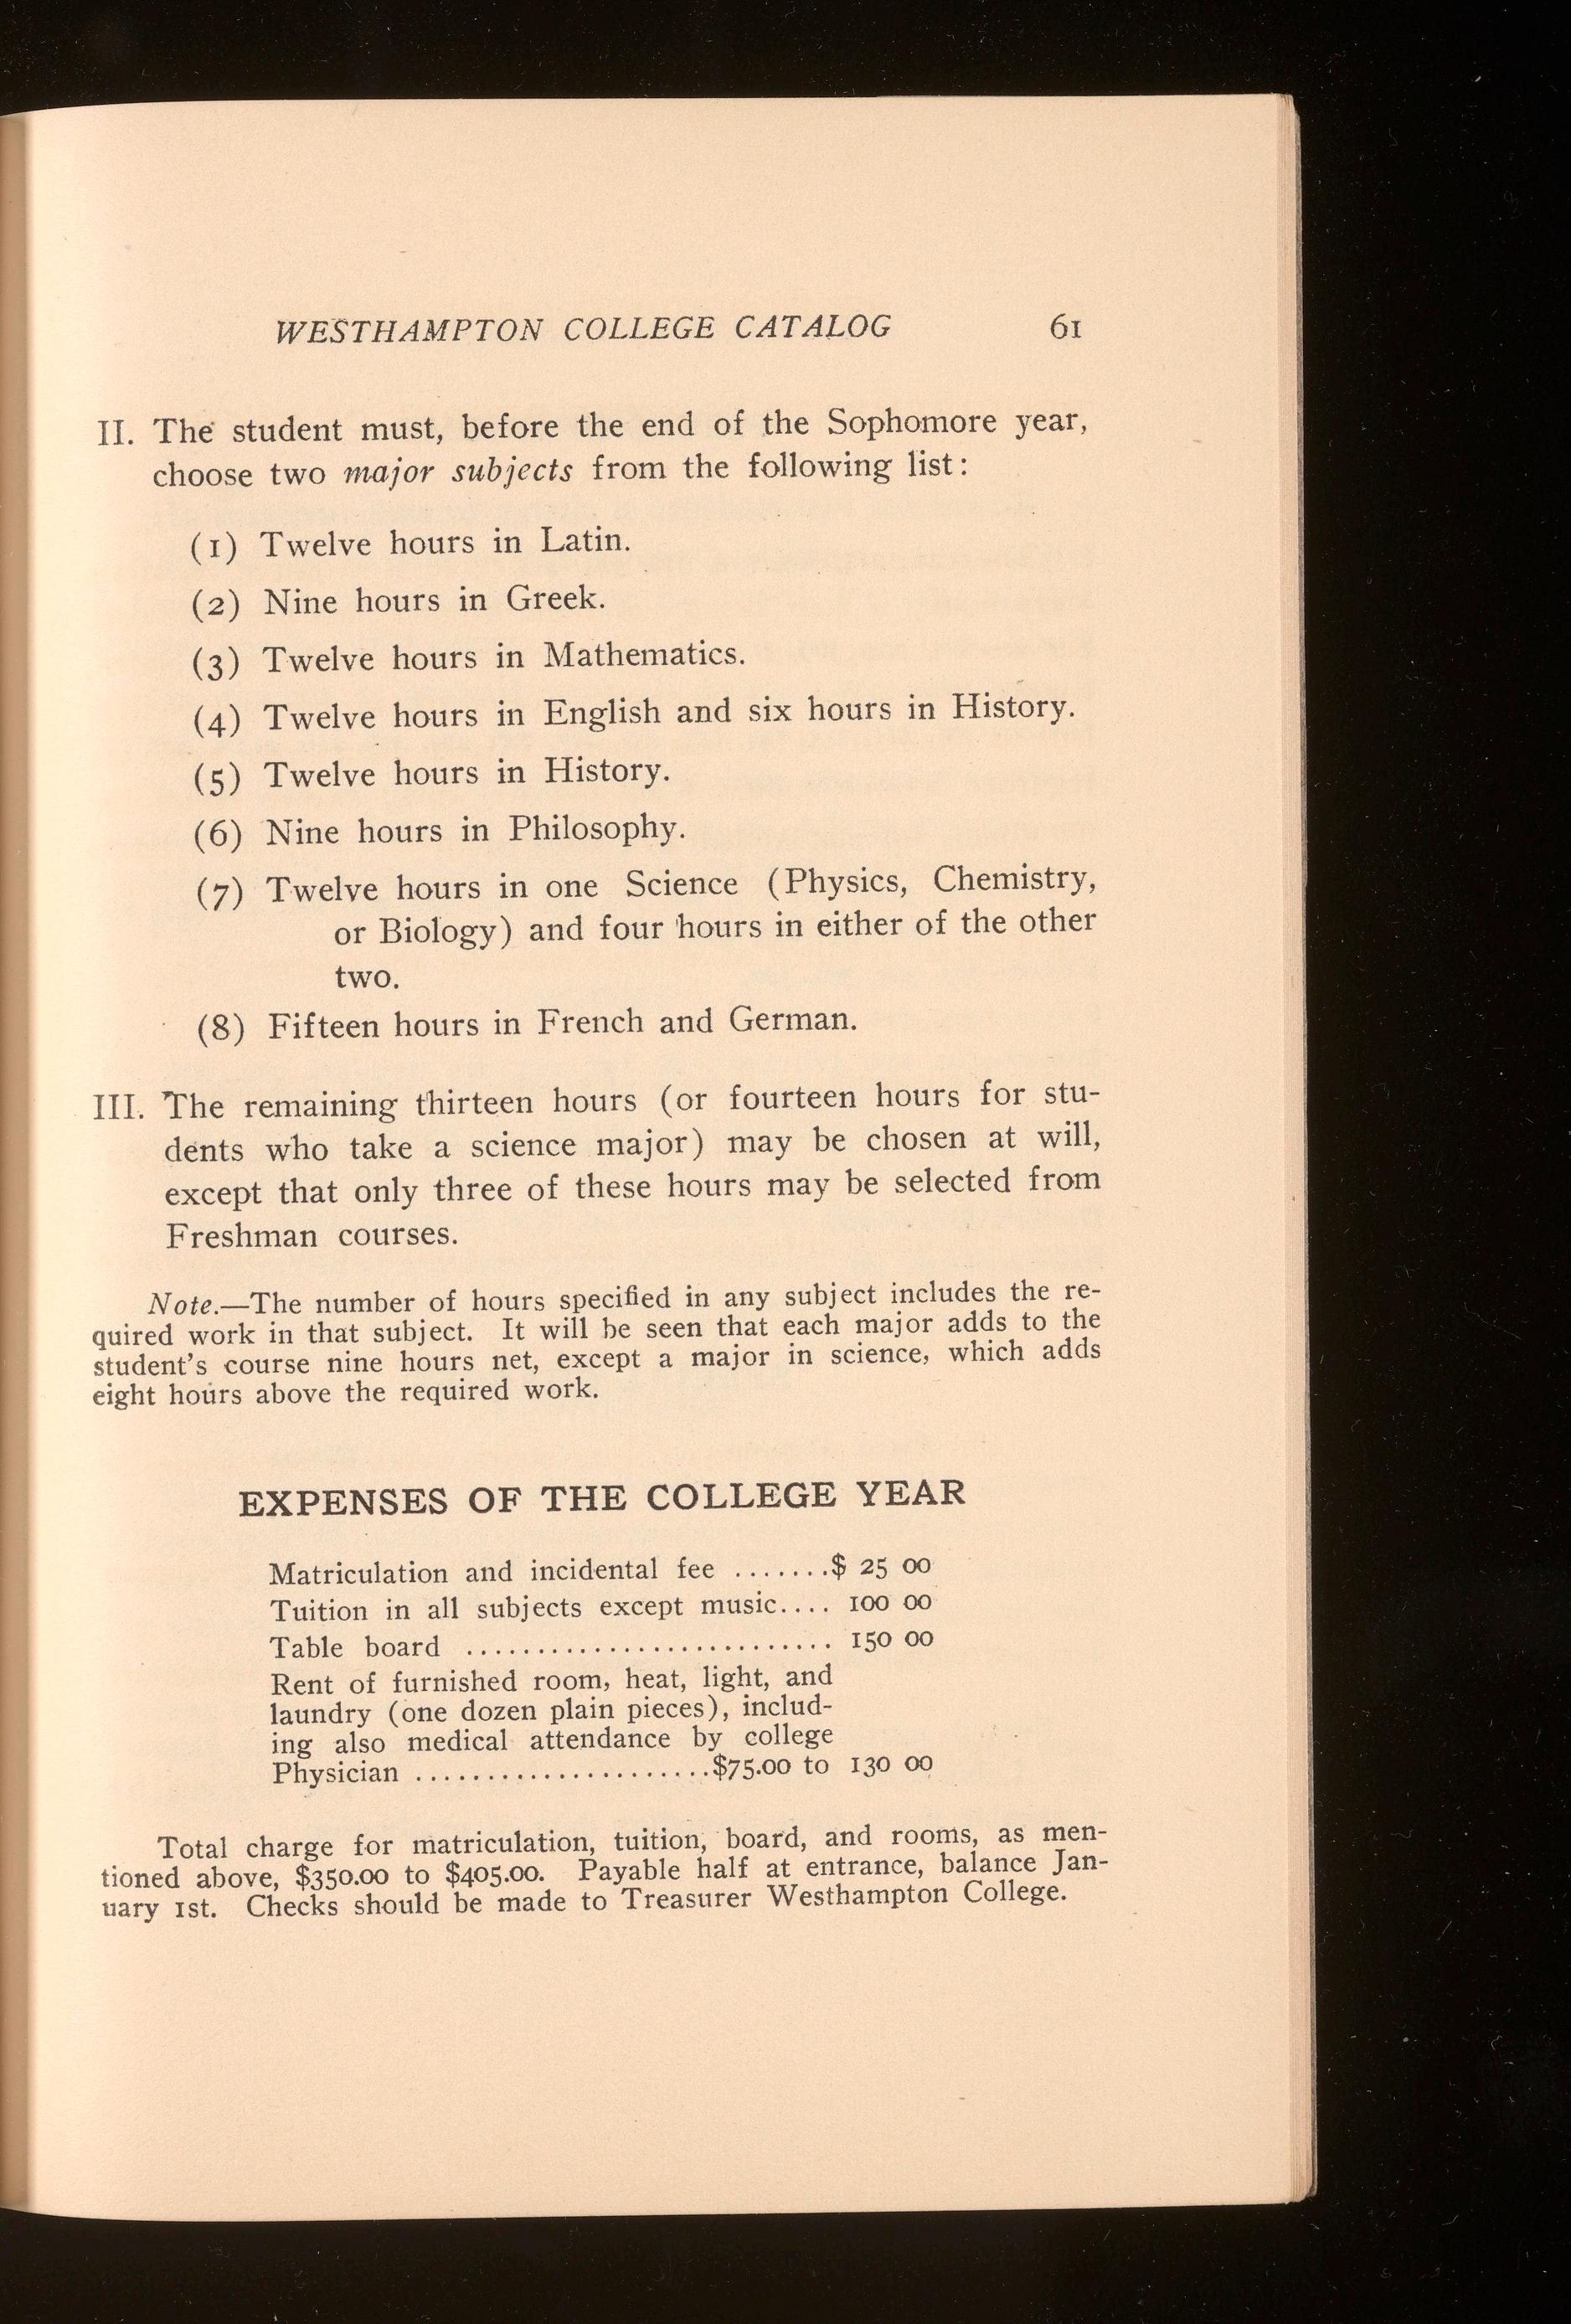 WESTHAMPTON COLLEGE CATALOG 61
II. The student must, before the end of the Sophomore year,
choose two major subjects from the following list:
(1) Twelve hours in Latin.
(2) Nine hours in Greek.
(3) Twelve hours in Mathematics.
(4) Twelve hours in English and six hours in History.
(5) Twelve hours in History.
(6) Nine hours in Philosophy.
(7) Twelve hours in one Science (Physics, Chemistry,
or Biology) and four hours in either of the other
two.
(8) Fifteen hours in French and German.
III. The remaining thirteen hours (or fourteen hours for stu-
dents who take a science major) may be chosen at will,
except that only three of these hours may be selected from
Freshman courses.
Note.—The number of hours specified in any subject includes the re-
quired work in that subject. It will be seen that each major adds to the
student's course nine hours net, except a major in science, which adds
eight hours above the required work.
EXPENSES OF THE COLLEGE YEAR
Matriculation and incidental fee .......$ 25 00
Tuition in all subjects except music.... 100 00
Table board .......................... 150 00
Rent of furnished room, heat, light, and
laundry (one dozen plain pieces), includ-
ing also medical attendance by college
Physician .....................$75.00 to 130 00
Total charge for matriculation, tuition, board, and rooms, as men-
tioned above, $350.00 to $405.00. Payable half at entrance, balance Jan-
uary 1st. Checks should be made to Treasurer Westhampton College.